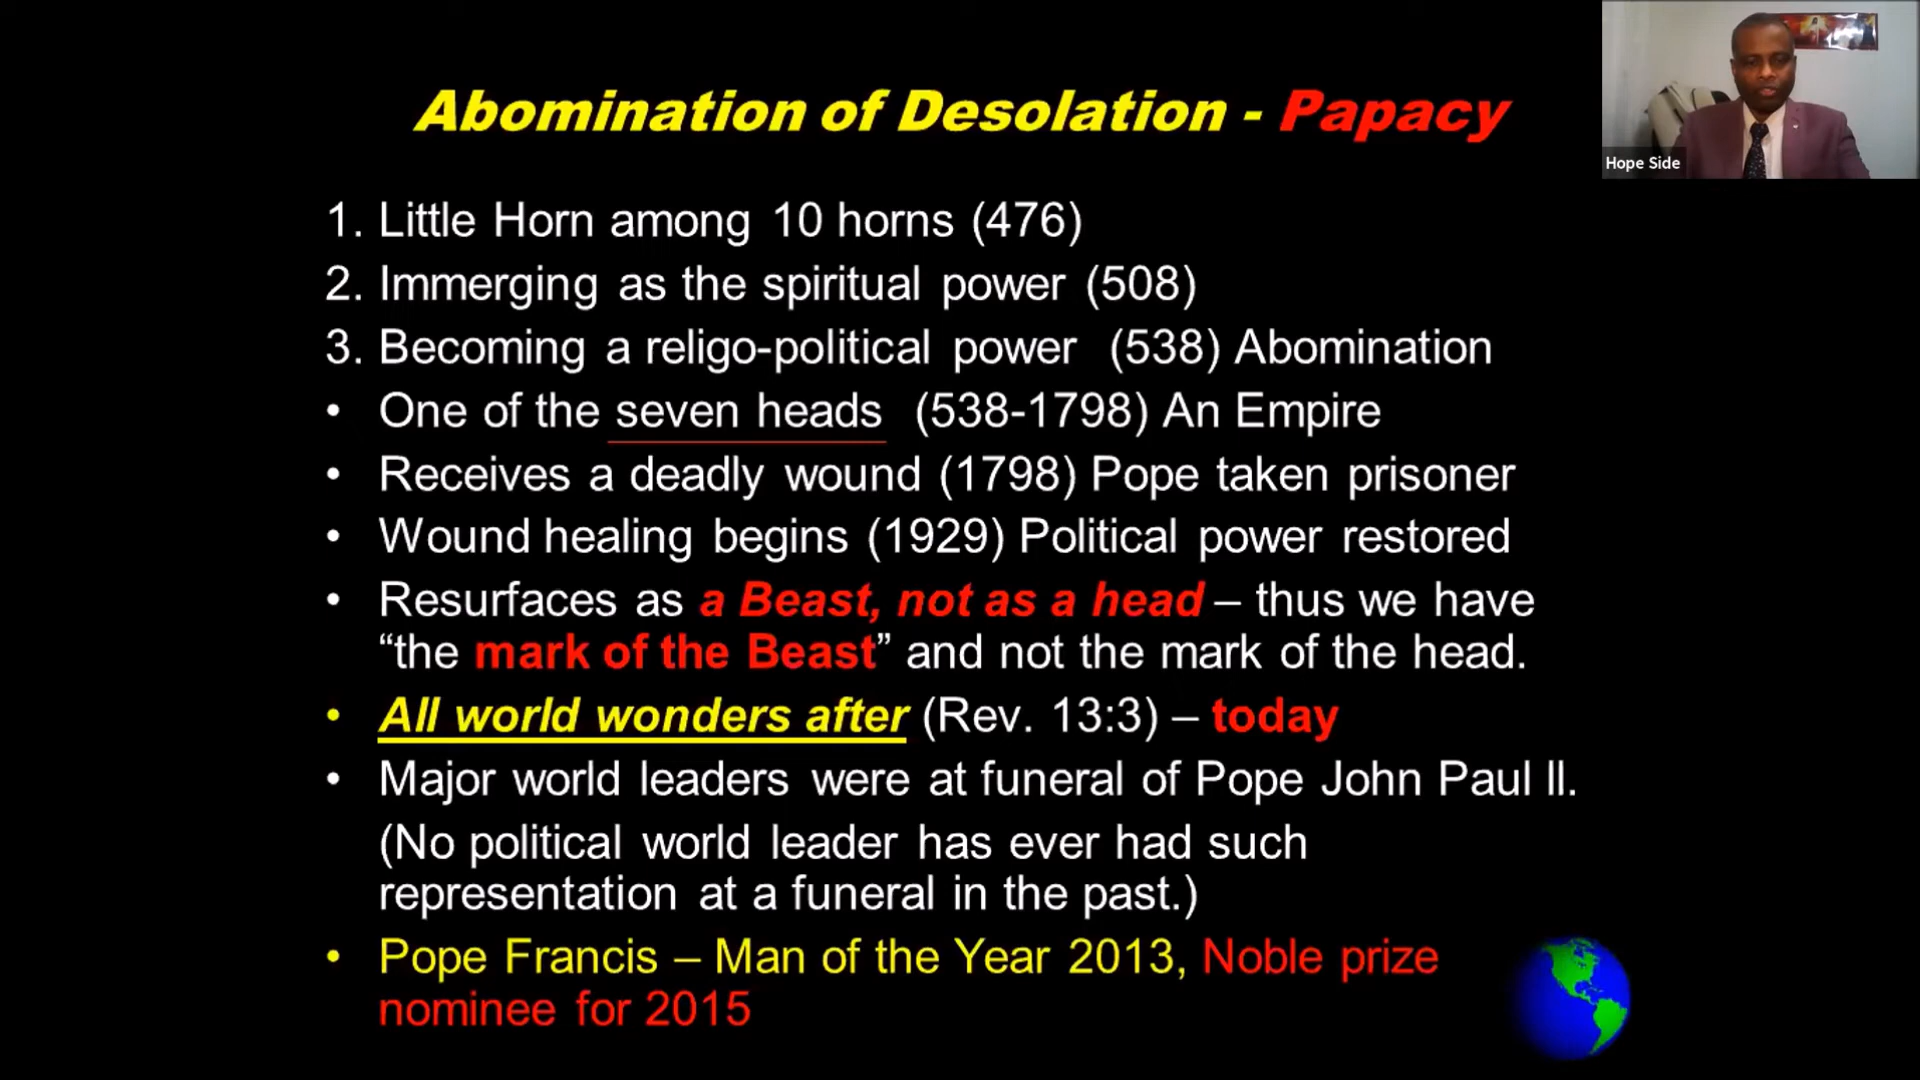 Abomination of Desolation - Papacy
Hope Side
1. Little Horn among 10 horns (476)
2. Immerging as the spiritual power (508)
3. Becoming a religo-political power (538) Abomination
• One of the seven heads (538-1798) An Empire
• Receives a deadly wound (1798) Pope taken prisoner
• Wound healing begins (1929) Political power restored
• Resurfaces as a Beast, not as a head – thus we have
“the mark of the Beast” and not the mark of the head.
• All world wonders after (Rev. 13:3) – today
• Major world leaders were at funeral of Pope John Paul ll.
(No political world leader has ever had such
representation at a funeral in the past.)
• Pope Francis – Man of the Year 2013, Noble prize
nominee for 2015